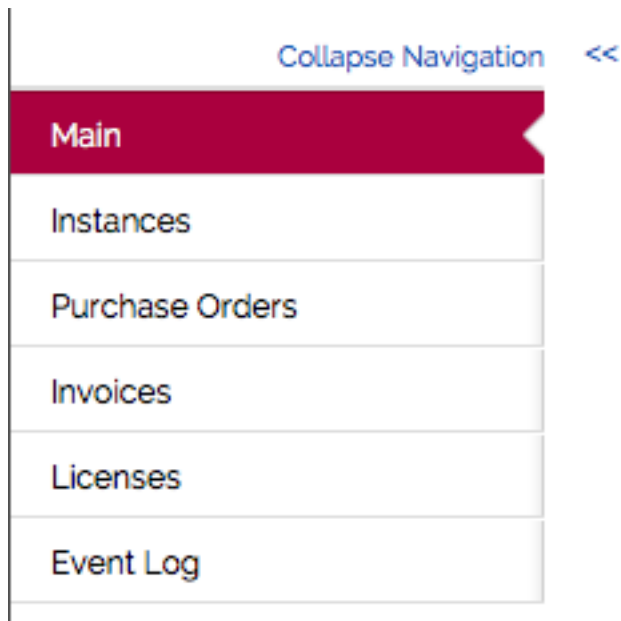 Collapse Navigation <<
Main
Instances
Purchase Orders
Invoices
Licenses
Event Log